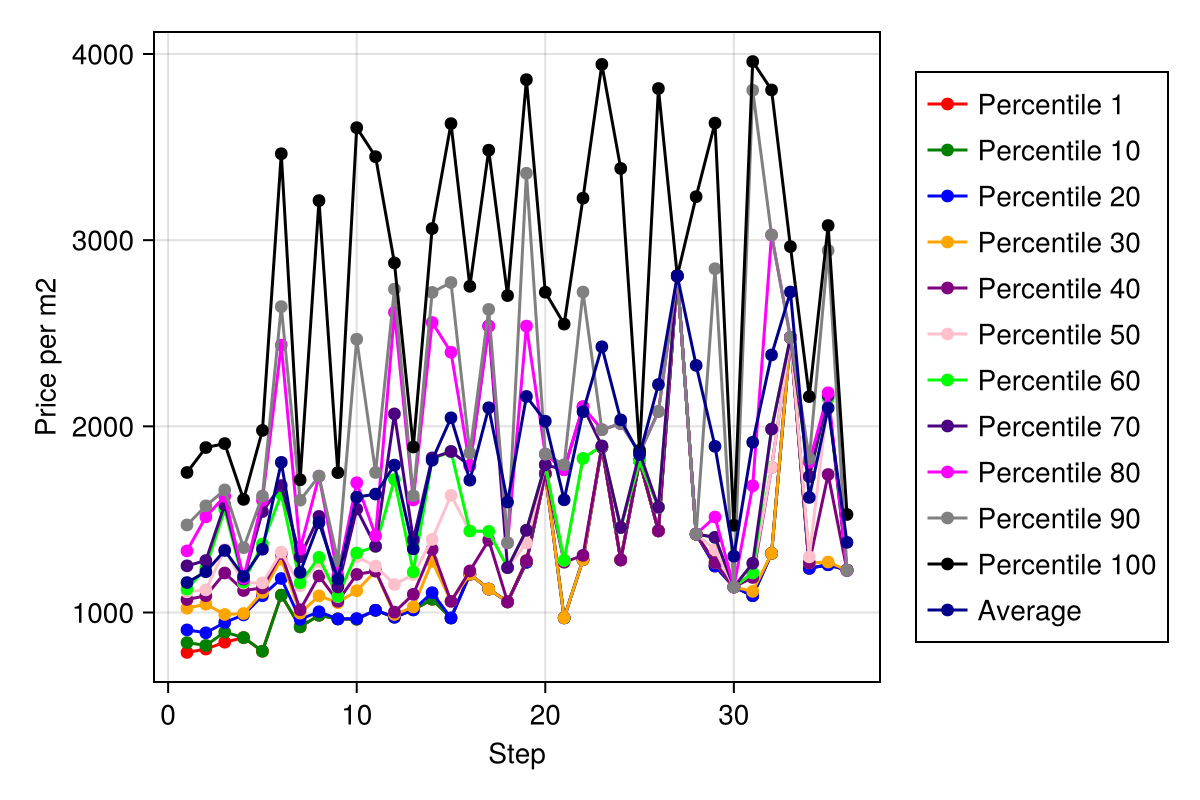 4000
3000
2000
1000
Price per m2
0
10
20
30
Step
Percentile 1
Percentile 10
Percentile 20
Percentile 30
Percentile 40
Percentile 50
Percentile 60
Percentile 70
Percentile 80
Percentile 90
Percentile 100
Average